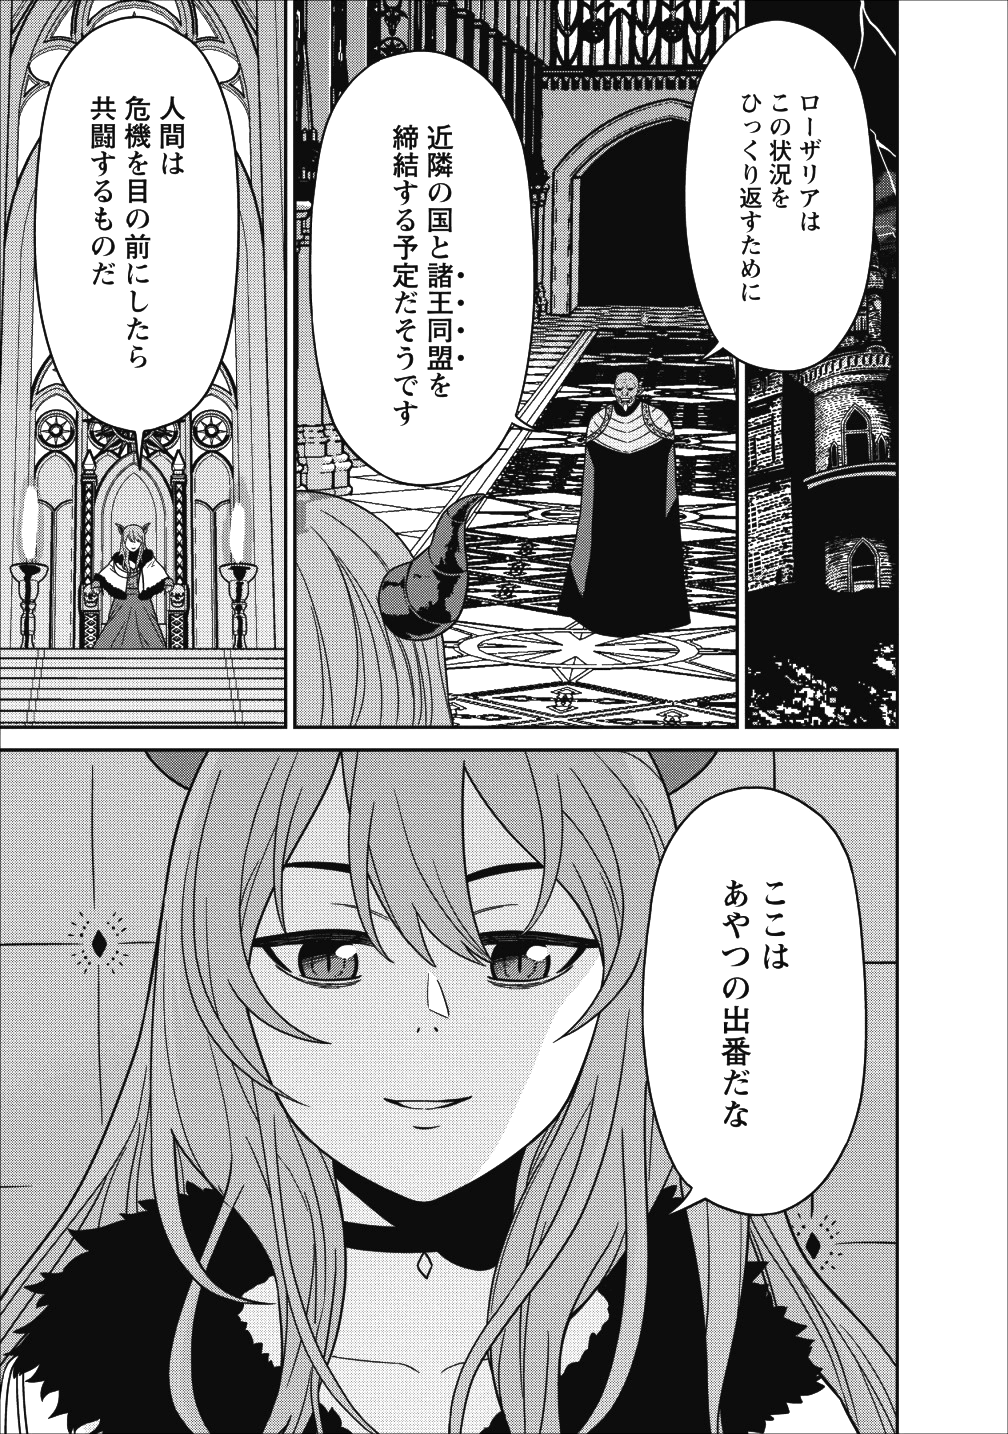 ローザリアは
この状況を
ひっくり返すために
近隣の国と諸王同盟を
締結する予定だそうです
人間は
危機を目の前にしたら
共闘するものだ
ここは
あやつの出番だな